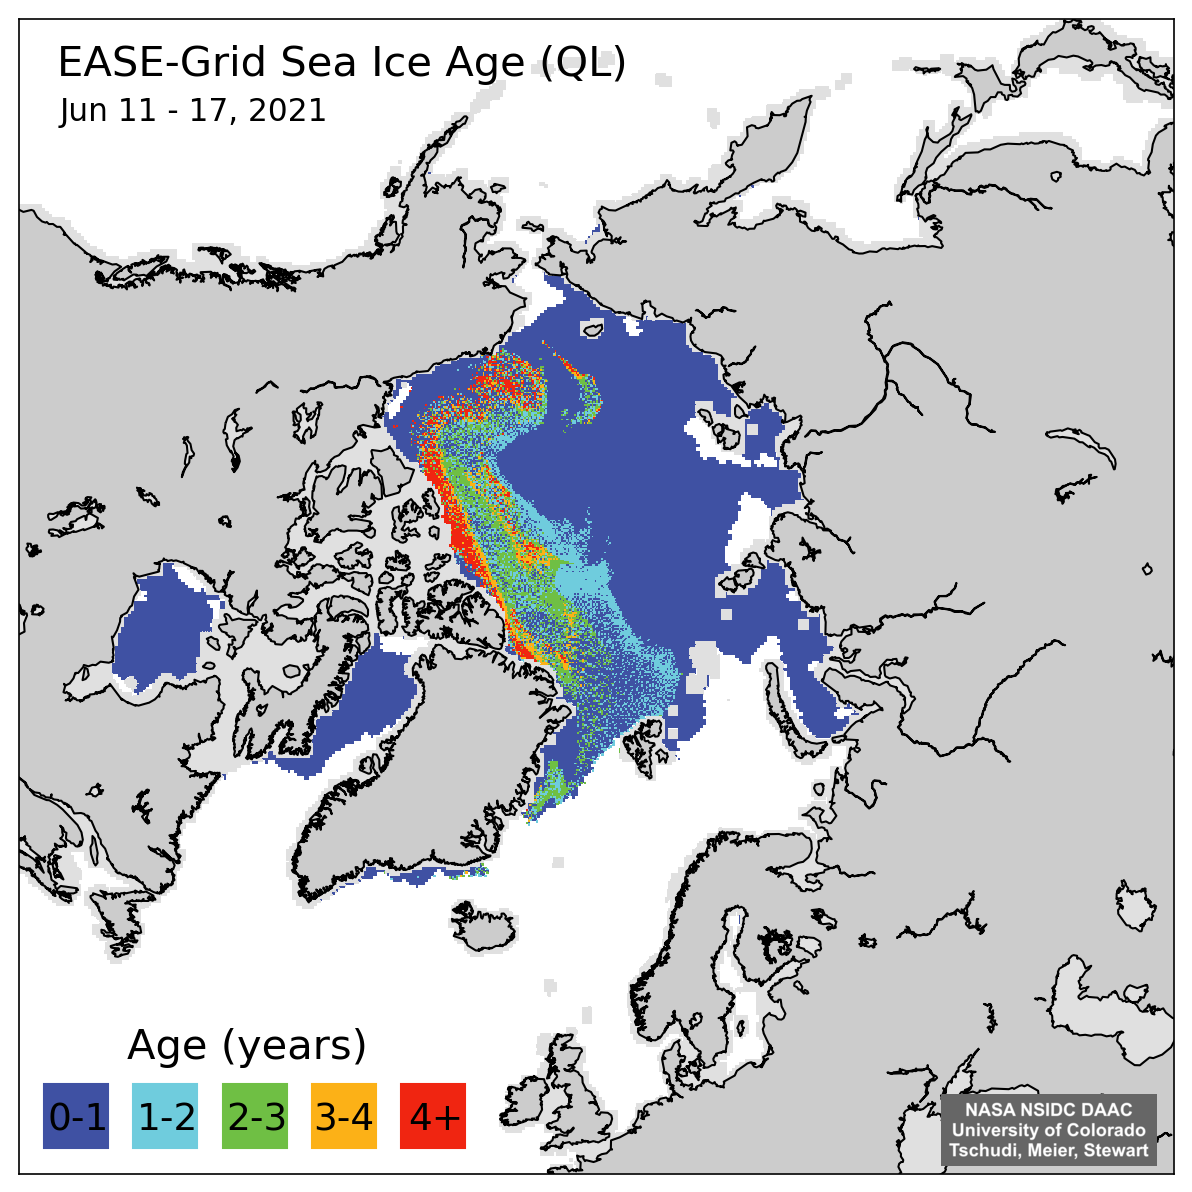 EASE-Grid Sea Ice Age (QL)
Jun 11 - 17, 2021
Age (years)
0-1 1-2 2-3 3-4 4+
NASA NSIDC DAAC
University of Colorado
Tschudi, Meier, Stewart